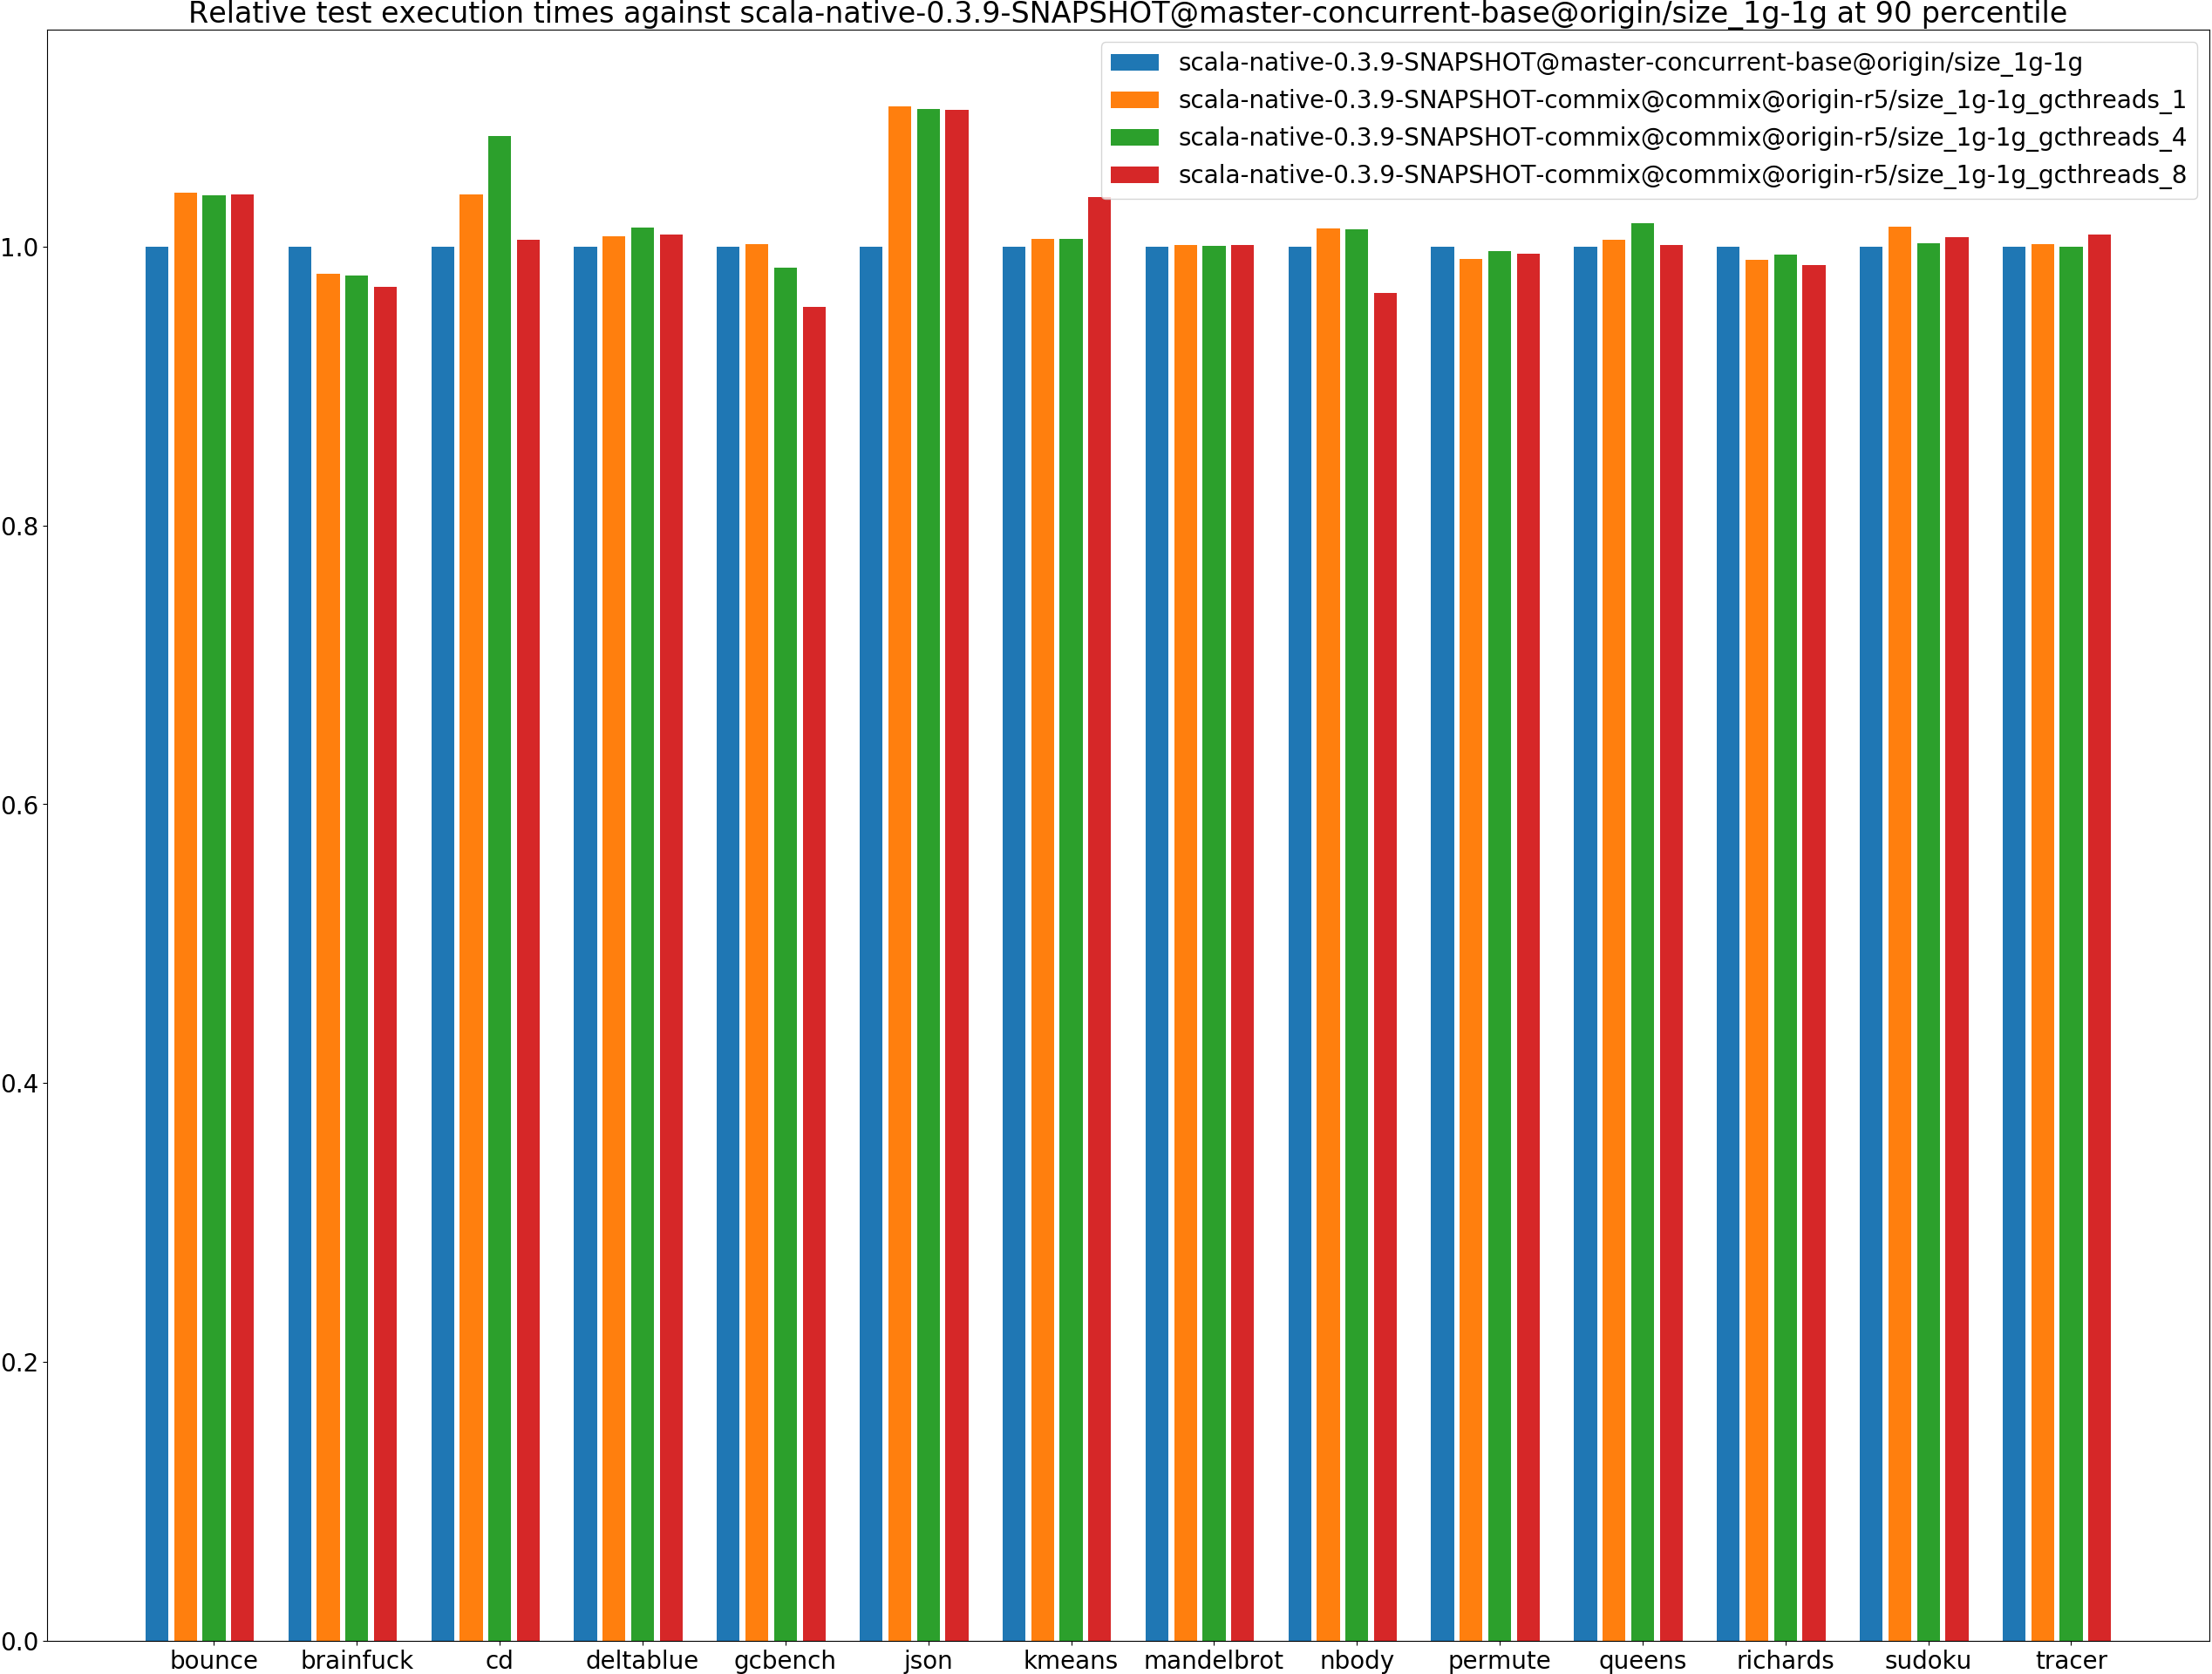 Relative test execution times against scala-native-0.3.9-SNAPSHOT@master-concurrent-base@origin/size_1g-1g at 90 percentile
scala-native-0.3.9-SNAPSHOT@master-concurrent-base@origin/size_1g-1g
scala-native-0.3.9-SNAPSHOT-commix@commix@origin-r5/size_1g-1g_gcthreads_1
scala-native-0.3.9-SNAPSHOT-commix@commix@origin-r5/size_1g-1g_gcthreads_4
scala-native-0.3.9-SNAPSHOT-commix@commix@origin-r5/size_1g-1g_gcthreads_8
1.0
0.8
0.6
0.4
0.2
0.0
bounce brainfuck cd deltablue gcbench json kmeans mandelbrot nbody permute queens richards sudoku tracer